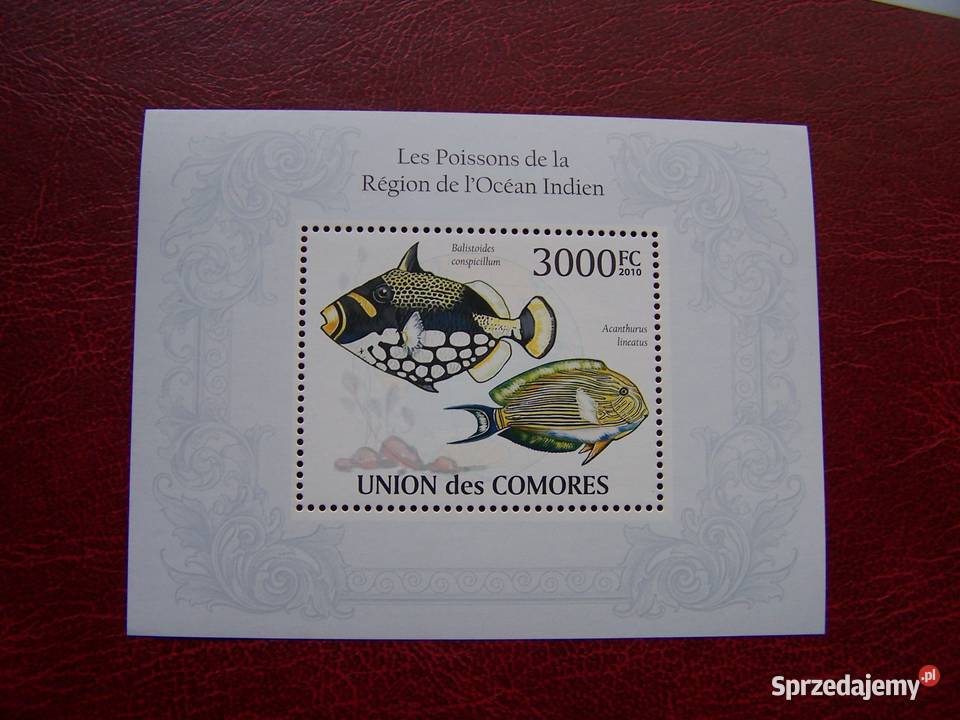 Les Poissons de la
Région de l'Océan Indien
Balistoides
conspicillum
3000FC
2010
Acanthurus
lineatus
UNION des COMORES
Sprzedajemy.pl